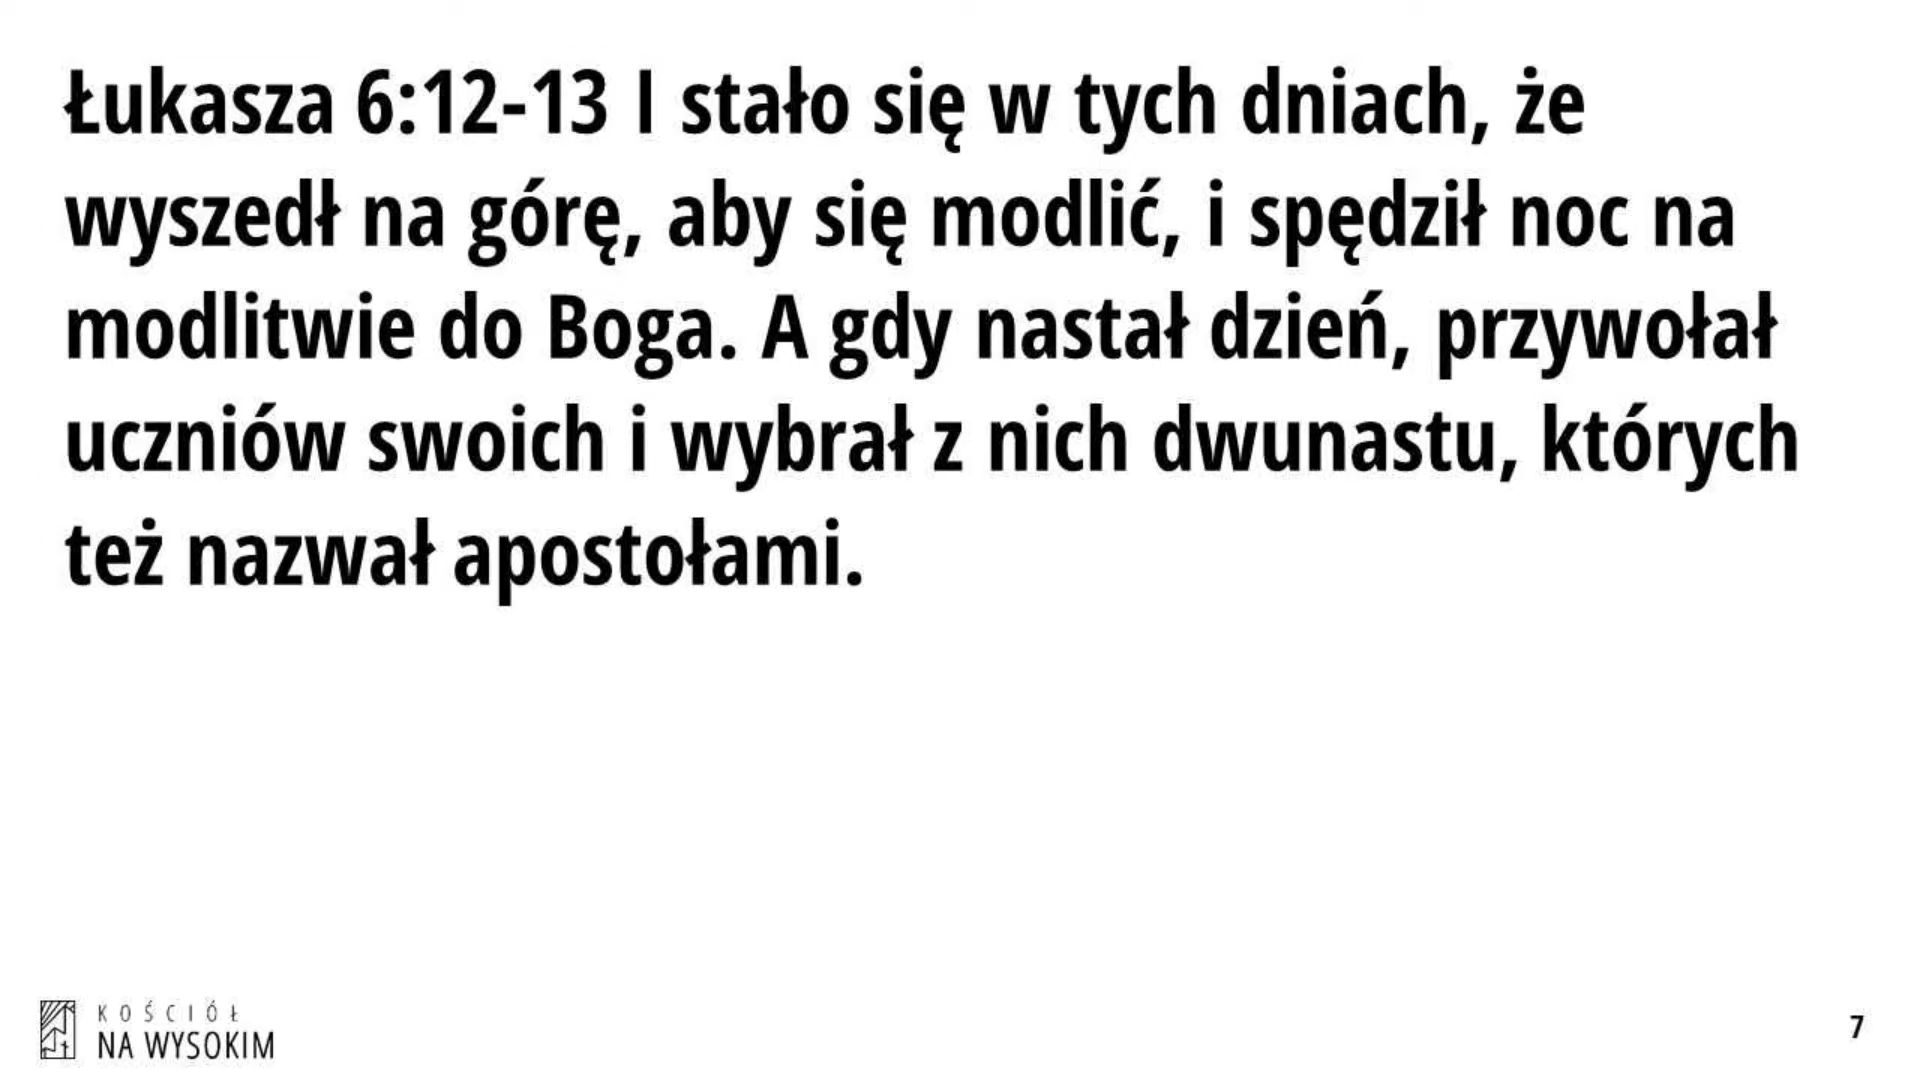 Łukasza 6:12-13 I stało się w tych dniach, że
wyszedł na górę, aby się modlić, i spędził noc na
modlitwie do Boga. A gdy nastał dzień, przywołał
uczniów swoich i wybrał z nich dwunastu, których
też nazwał apostołami.
KOŚCIÓŁ
NA WYSOKIM
7